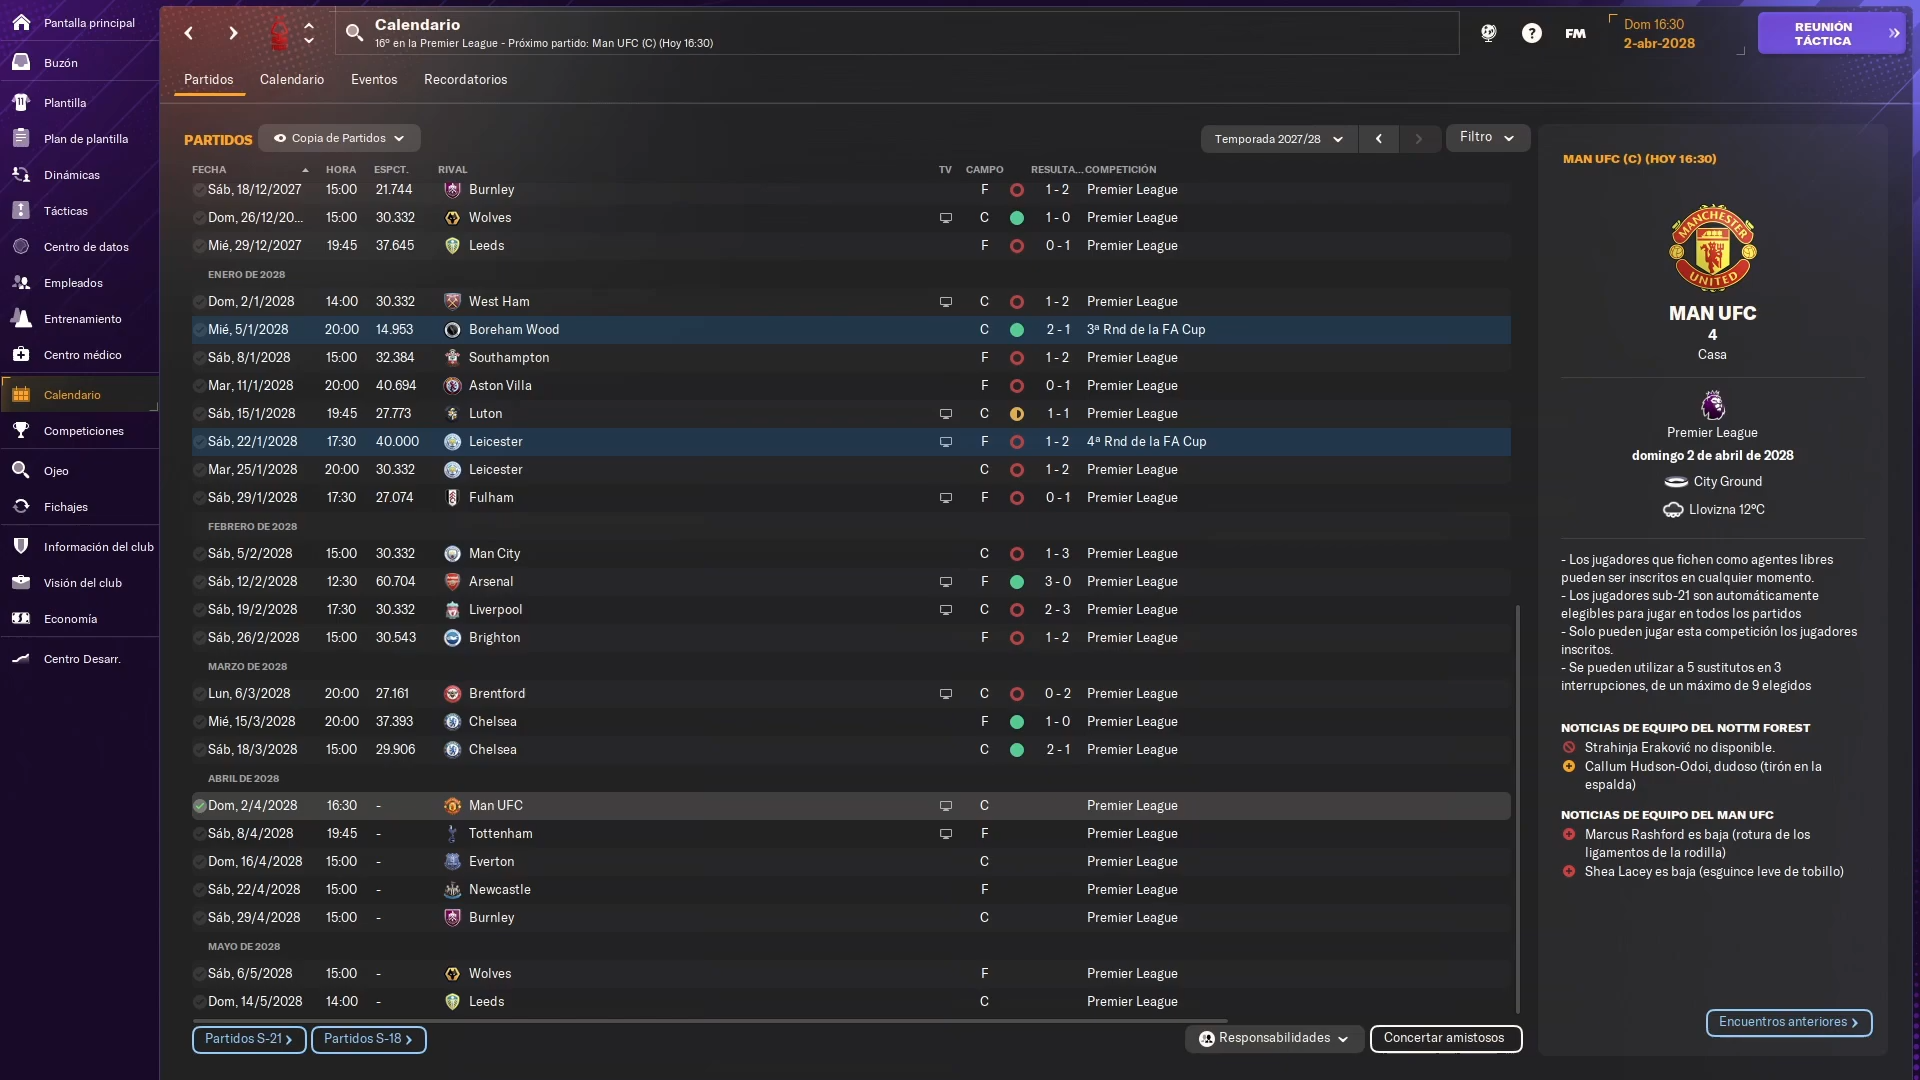 Pantalla principal
Buzón
Plantilla
Plan de plantilla
Dinámicas
Tácticas
Centro de datos
Empleados
Entrenamiento
Centro médico
Calendario
Competiciones
Ojeo
Fichajes
Información del club
Visión del club
Economía
Centro Desarr.
Calendario
16º en la Premier League - Próximo partido: Man UFC (C) (Hoy 16:30)
FM
Dom 16:30
2-abr-2028
REUNIÓN
TÁCTICA
Partidos Calendario Eventos Recordatorios
PARTIDOS Copia de Partidos Temporada 2027/28 Filtro
FECHA HORA ESPCT. RIVAL TV CAMPO RESULTA... COMPETICIÓN
Sáb, 18/12/2027 15:00 21.744 Burnley F 1 - 2 Premier League
Dom, 26/12/20... 15:00 30.332 Wolves C 1 - 0 Premier League
Mié, 29/12/2027 19:45 37.645 Leeds F 0 - 1 Premier League
ENERO DE 2028
Dom, 2/1/2028 14:00 30.332 West Ham C 1 - 2 Premier League
Mié, 5/1/2028 20:00 14.953 Boreham Wood C 2 - 1 3ª Rnd de la FA Cup
Sáb, 8/1/2028 15:00 32.384 Southampton F 1 - 2 Premier League
Mar, 11/1/2028 20:00 40.694 Aston Villa F 0 - 1 Premier League
Sáb, 15/1/2028 19:45 27.773 Luton C 1 - 1 Premier League
Sáb, 22/1/2028 17:30 40.000 Leicester F 1 - 2 4ª Rnd de la FA Cup
Mar, 25/1/2028 20:00 30.332 Leicester C 1 - 2 Premier League
Sáb, 29/1/2028 17:30 27.074 Fulham F 0 - 1 Premier League
FEBRERO DE 2028
Sáb, 5/2/2028 15:00 30.332 Man City C 1 - 3 Premier League
Sáb, 12/2/2028 12:30 60.704 Arsenal F 3 - 0 Premier League
Sáb, 19/2/2028 17:30 30.332 Liverpool C 2 - 3 Premier League
Sáb, 26/2/2028 15:00 30.543 Brighton F 1 - 2 Premier League
MARZO DE 2028
Lun, 6/3/2028 20:00 27.161 Brentford C 0 - 2 Premier League
Mié, 15/3/2028 20:00 37.393 Chelsea F 1 - 0 Premier League
Sáb, 18/3/2028 15:00 29.906 Chelsea C 2 - 1 Premier League
ABRIL DE 2028
Dom, 2/4/2028 16:30 - Man UFC C Premier League
Sáb, 8/4/2028 19:45 - Tottenham F Premier League
Dom, 16/4/2028 15:00 - Everton C Premier League
Sáb, 22/4/2028 15:00 - Newcastle F Premier League
Sáb, 29/4/2028 15:00 - Burnley C Premier League
MAYO DE 2028
Sáb, 6/5/2028 15:00 - Wolves F Premier League
Dom, 14/5/2028 14:00 - Leeds C Premier League
Partidos S-21 Partidos S-18 Responsabilidades Concertar amistosos
MAN UFC (C) (HOY 16:30)
MANCHESTER
UNITED
MAN UFC
4
Casa
Premier League
domingo 2 de abril de 2028
City Ground
Llovizna 12ºC
- Los jugadores que fichen como agentes libres
pueden ser inscritos en cualquier momento.
- Los jugadores sub-21 son automáticamente
elegibles para jugar en todos los partidos
- Solo pueden jugar esta competición los jugadores
inscritos.
- Se pueden utilizar a 5 sustitutos en 3
interrupciones, de un máximo de 9 elegidos
NOTICIAS DE EQUIPO DEL NOTTM FOREST
Strahinja Eraković no disponible.
Callum Hudson-Odoi, dudoso (tirón en la
espalda)
NOTICIAS DE EQUIPO DEL MAN UFC
Marcus Rashford es baja (rotura de los
ligamentos de la rodilla)
Shea Lacey es baja (esguince leve de tobillo)
Encuentros anteriores